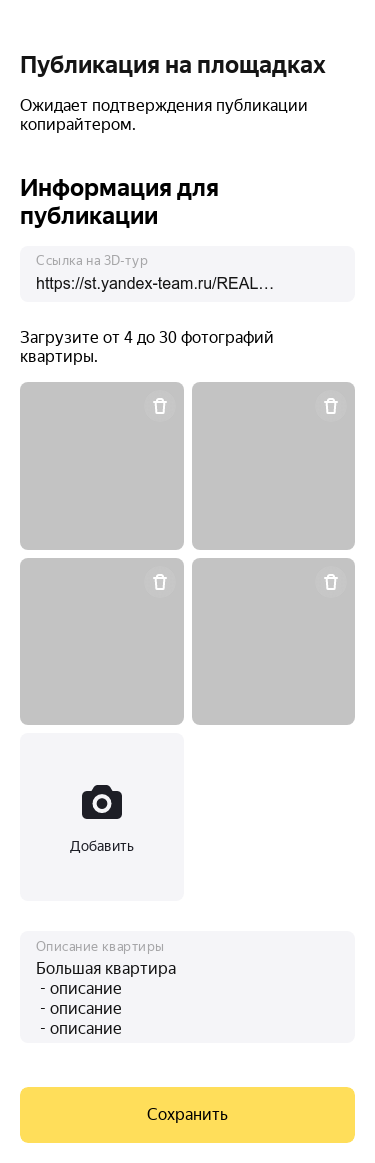 Публикация на площадках
Ожидает подтверждения публикации
копирайтером.
Информация для
публикации
Ссылка на 3D-тур
https://st.yandex-team.ru/REAL...
Загрузите от 4 до 30 фотографий
квартиры.
Добавить
Описание квартиры
Большая квартира
- описание
- описание
- описание
Сохранить